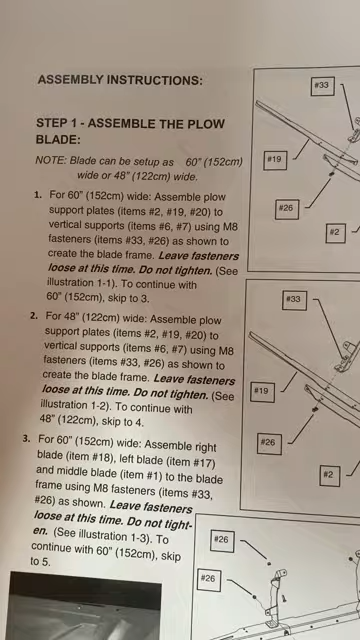 ASSEMBLY INSTRUCTIONS:
STEP 1 - ASSEMBLE THE PLOW
BLADE:
NOTE: Blade can be setup as 60" (152cm)
wide or 48" (122cm) wide.
1. For 60" (152cm) wide: Assemble plow
support plates (items #2, #19, #20) to
vertical supports (items #6, #7) using M8
fasteners (items #33, #26) as shown to
create the blade frame. Leave fasteners
loose at this time. Do not tighten. (See
illustration 1-1). To continue with
60" (152cm), skip to 3.
2. For 48" (122cm) wide: Assemble plow
support plates (items #2, #19, #20) to
vertical supports (items #6, #7) using M8
fasteners (items #33, #26) as shown to
create the blade frame. Leave fasteners
loose at this time. Do not tighten. (See
illustration 1-2). To continue with
48" (122cm), skip to 4.
3. For 60" (152cm) wide: Assemble right
blade (item #18), left blade (item #17)
and middle blade (item #1) to the blade
frame using M8 fasteners (items #33,
#26) as shown. Leave fasteners
loose at this time. Do not tight-
en. (See illustration 1-3). To
continue with 60" (152cm), skip
to 5.
#33
#19
#26
#2
#33
#19
#26
#2
#26
#26